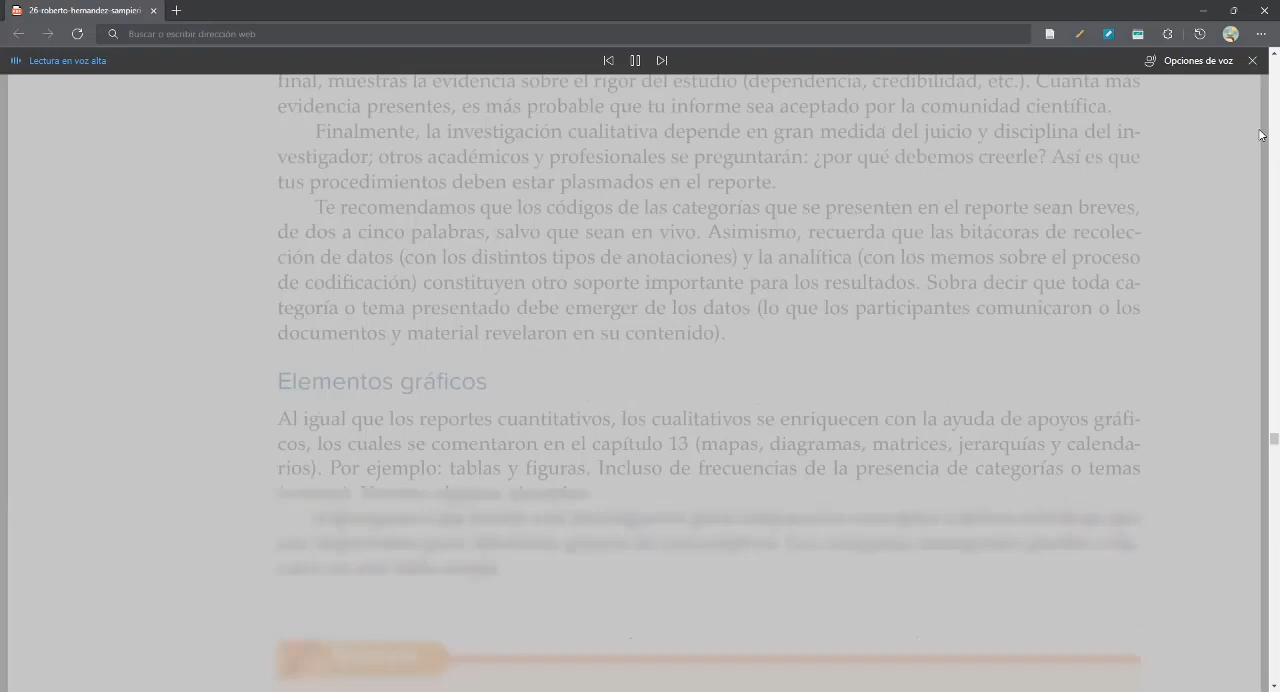 26-roberto-hernandez-sampieri
Buscar o escribir dirección web
Lectura en voz alta
Opciones de voz
final, muestras la evidencia sobre el rigor del estudio (dependencia, credibilidad, etc.). Cuanta más
evidencia presentes, es más probable que tu informe sea aceptado por la comunidad científica.
Finalmente, la investigación cualitativa depende en gran medida del juicio y disciplina del in-
vestigador; otros académicos y profesionales se preguntarán: ¿por qué debemos creerle? Así es que
tus procedimientos deben estar plasmados en el reporte.
Te recomendamos que los códigos de las categorías que se presenten en el reporte sean breves,
de dos a cinco palabras, salvo que sean en vivo. Asimismo, recuerda que las bitácoras de recolec-
ción de datos (con los distintos tipos de anotaciones) y la analítica (con los memos sobre el proceso
de codificación) constituyen otro soporte importante para los resultados. Sobra decir que toda ca-
tegoría o tema presentado debe emerger de los datos (lo que los participantes comunicaron o los
documentos y material revelaron en su contenido).
Elementos gráficos
Al igual que los reportes cuantitativos, los cualitativos se enriquecen con la ayuda de apoyos gráfi-
cos, los cuales se comentaron en el capítulo 13 (mapas, diagramas, matrices, jerarquías y calenda-
rios). Por ejemplo: tablas y figuras. Incluso de frecuencias de la presencia de categorías o temas